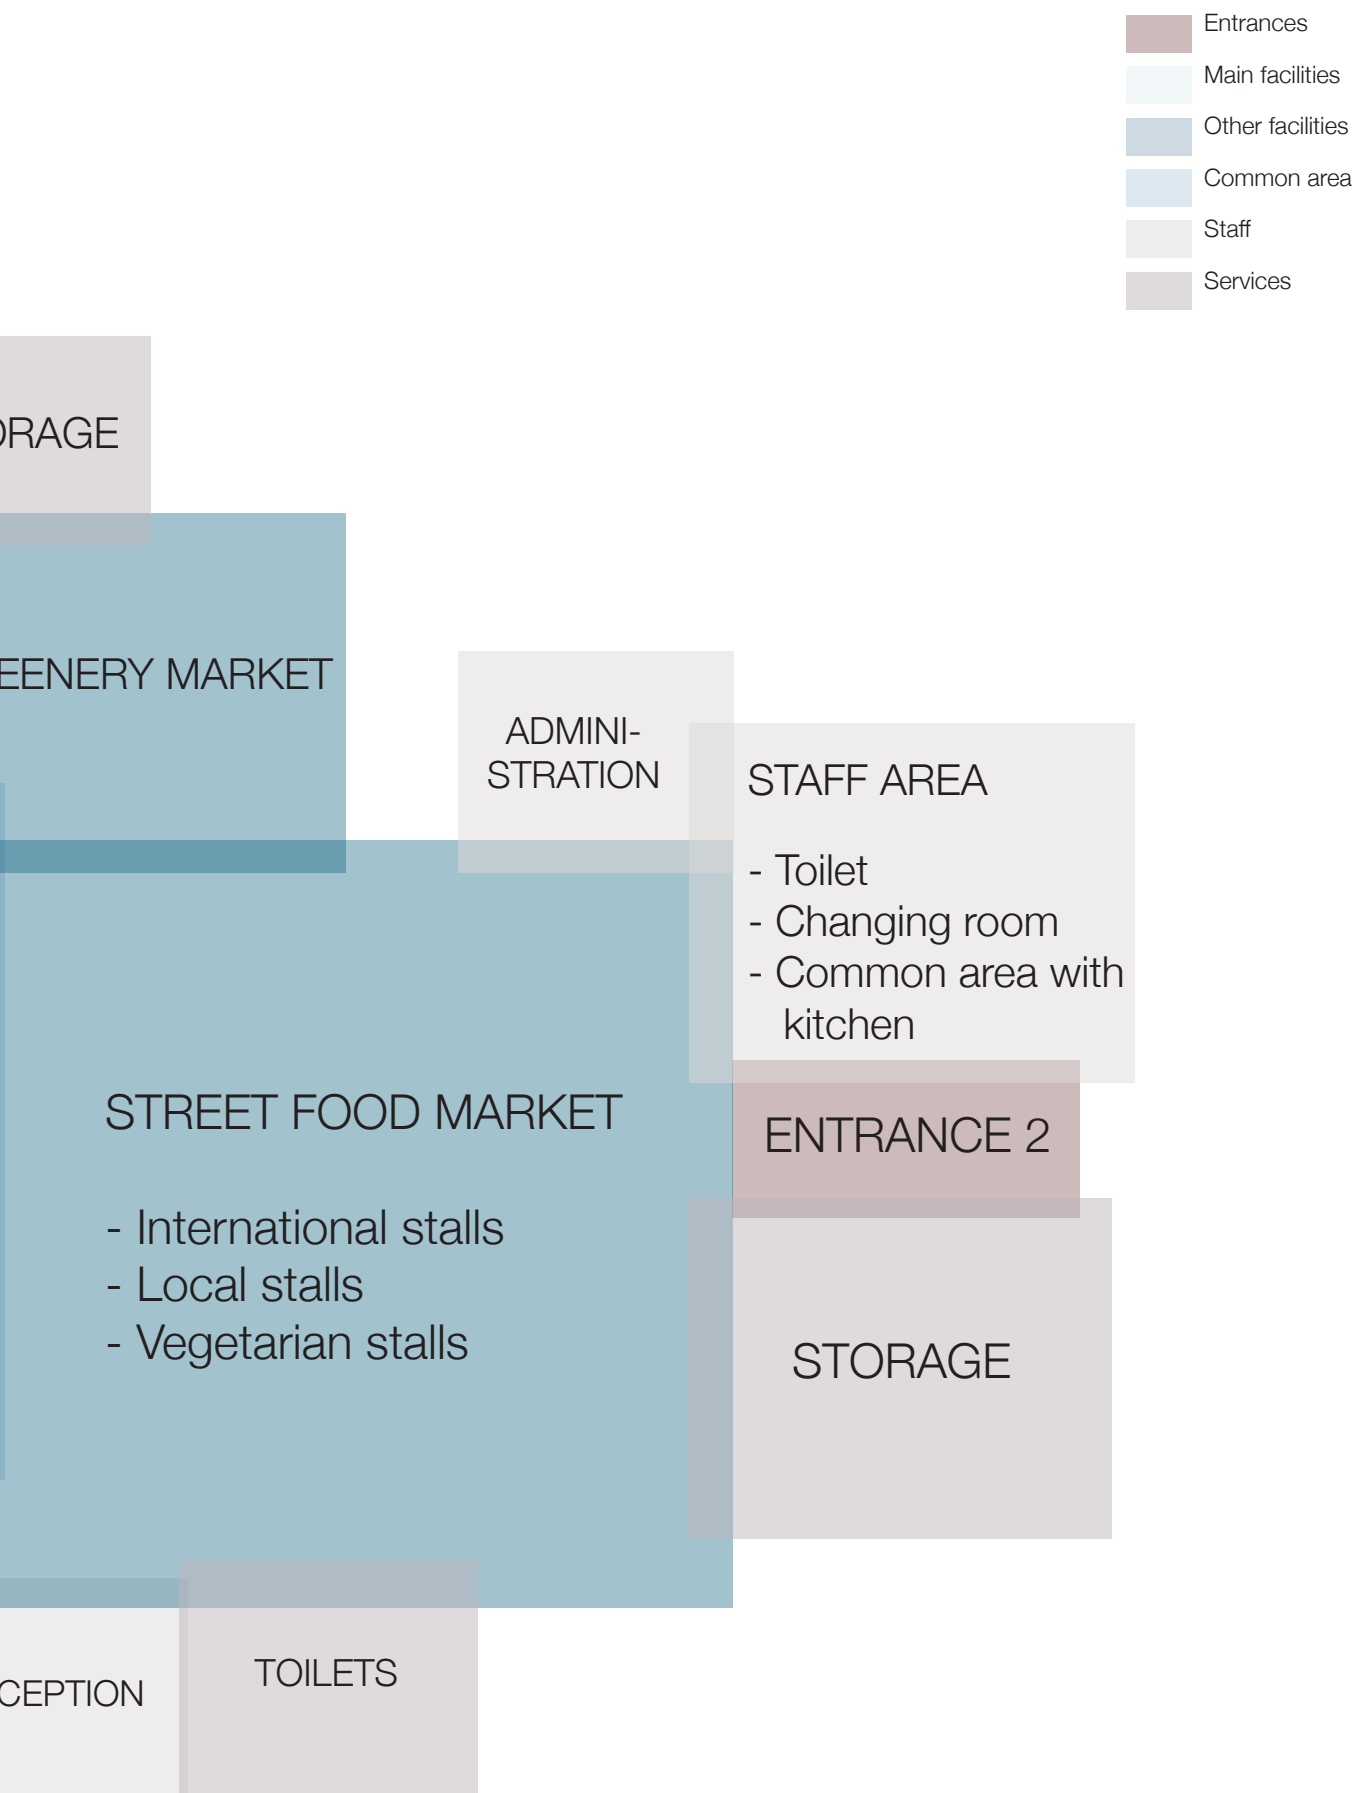 Entrances
Main facilities
Other facilities
Common area
Staff
Services
ORAGE
EENERY MARKET
ADMINI-
STRATION
STAFF AREA
- Toilet
- Changing room
- Common area with
kitchen
STREET FOOD MARKET
- International stalls
- Local stalls
- Vegetarian stalls
ENTRANCE 2
STORAGE
CEPTION
TOILETS